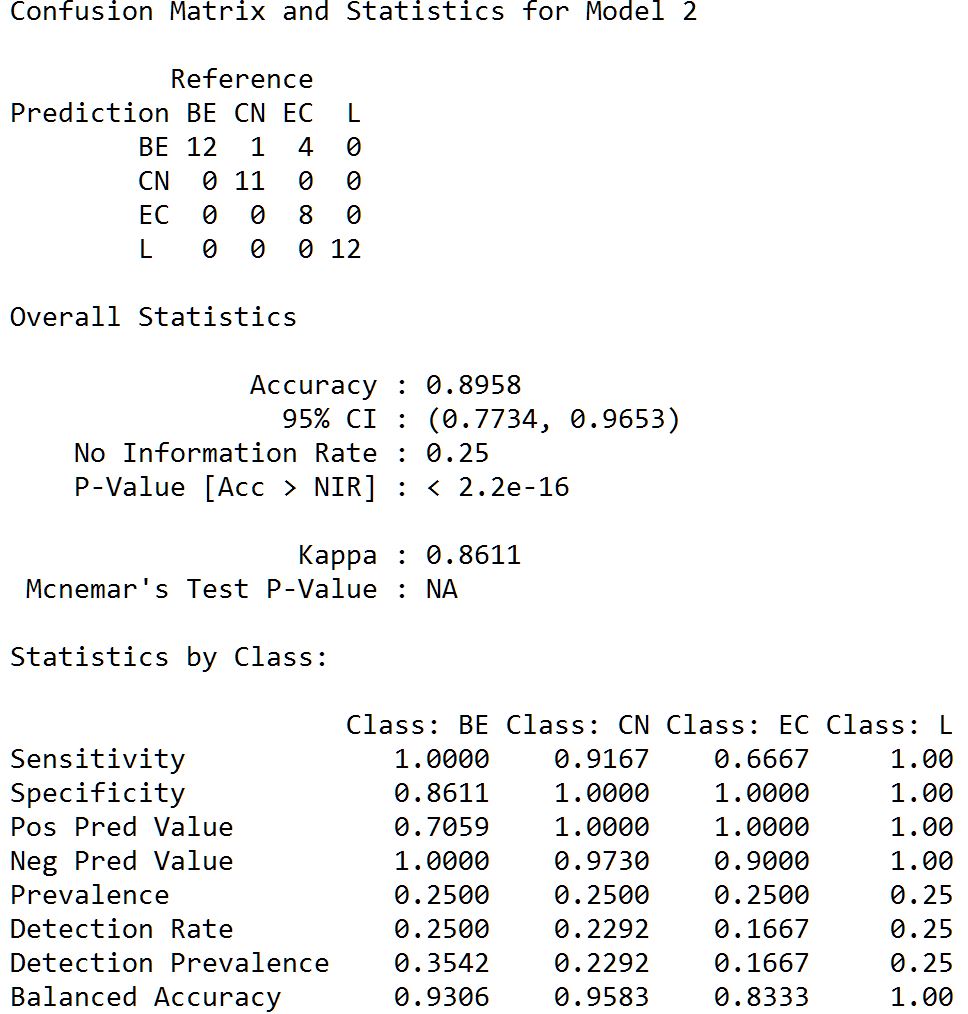 Confusion Matrix and Statistics for Model 2
Reference
Prediction BE CN EC L
BE 12 1 4 0
CN 0 11 0 0
EC 0 0 8 0
L 0 0 0 12
Overall Statistics
Accuracy : 0.8958
95% CI : (0.7734, 0.9653)
No Information Rate : 0.25
P-Value [Acc > NIR] : < 2.2e-16
Kappa : 0.8611
Mcnemar's Test P-Value : NA
Statistics by Class:
Class: BE Class: CN Class: EC Class: L
Sensitivity 1.0000 0.9167 0.6667 1.00
Specificity 0.8611 1.0000 1.0000 1.00
Pos Pred Value 0.7059 1.0000 1.0000 1.00
Neg Pred Value 1.0000 0.9730 0.9000 1.00
Prevalence 0.2500 0.2500 0.2500 0.25
Detection Rate 0.2500 0.2292 0.1667 0.25
Detection Prevalence 0.3542 0.2292 0.1667 0.25
Balanced Accuracy 0.9306 0.9583 0.8333 1.00